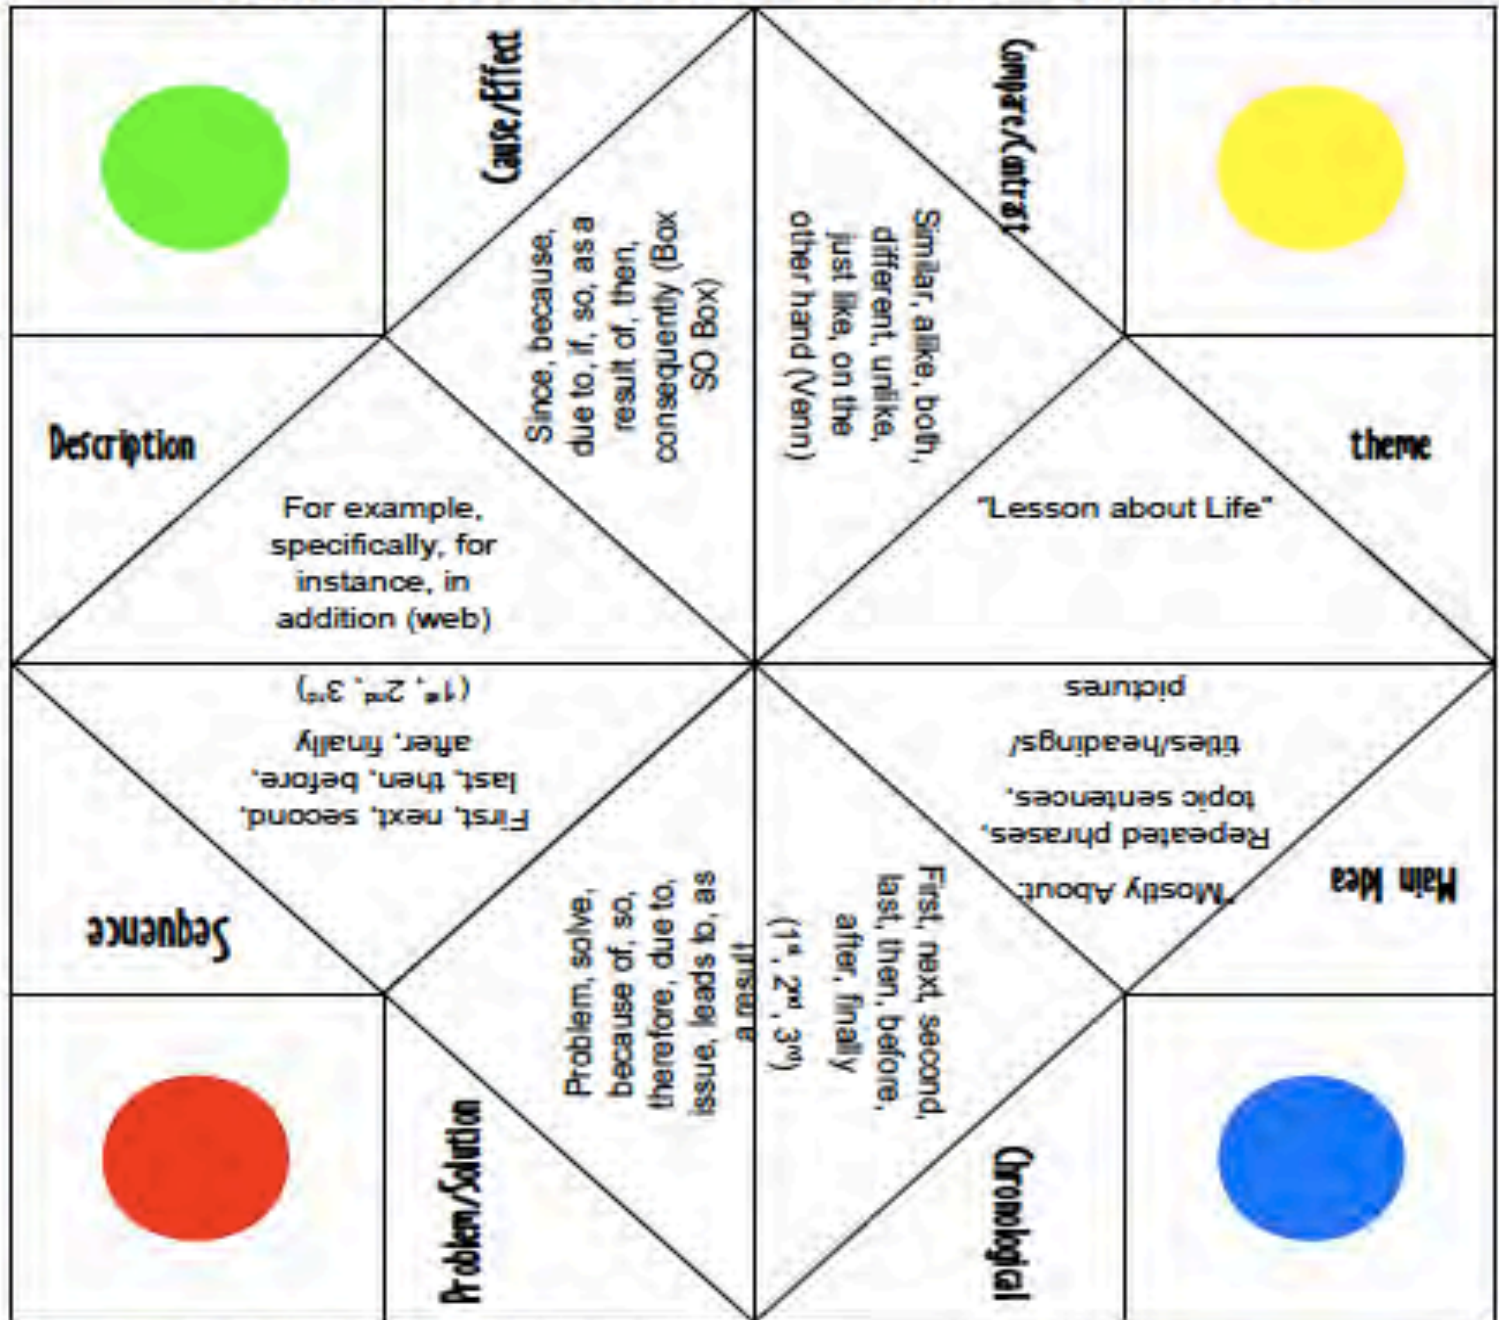 Cause/Effect
Since, because,
due to, if, so, as a
result of, then,
consequently (Box
SO Box)
Compare/Contrast
Similar, alike, both,
different, unlike,
just like, on the
other hand (Venn)
Description
For example,
specifically, for
instance, in
addition (web)
theme
"Lesson about Life"
Sequence
First, next, second,
last, then, before,
after, finally
(1st, 2nd, 3rd)
Problem/Solution
Problem, solve,
because of, so,
therefore, due to,
issue, leads to, as
a result
Chronological
First, next, second,
last, then, before,
after, finally
(1st, 2nd, 3rd)
Main Idea
"Mostly About"
Repeated phrases,
topic sentences,
titles/headings/
pictures